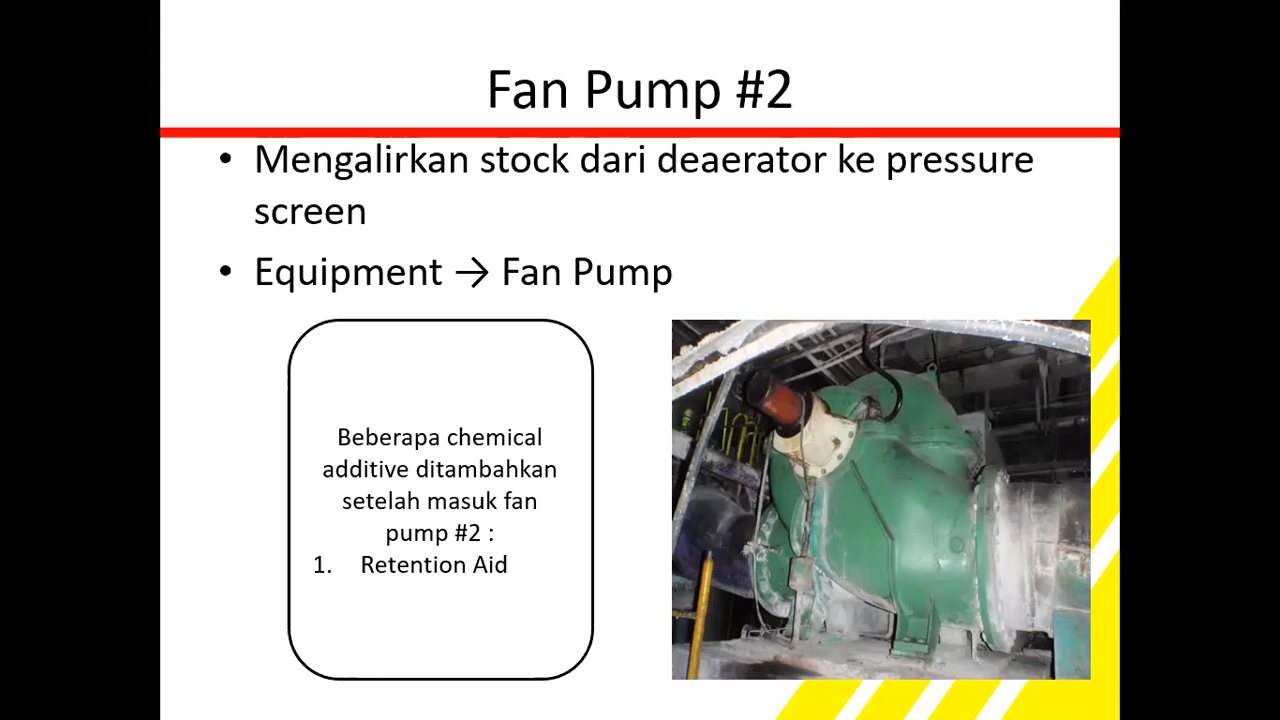 Fan Pump #2
• Mengalirkan stock dari deaerator ke pressure
screen
• Equipment → Fan Pump
Beberapa chemical
additive ditambahkan
setelah masuk fan
pump #2 :
1. Retention Aid